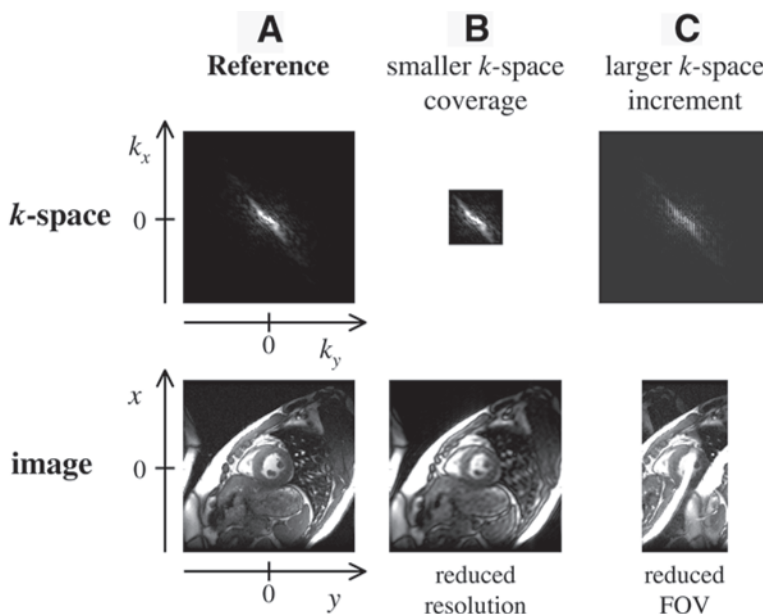 A
B
C
Reference
smaller k-space
coverage
larger k-space
increment
kx
k-space
0
0
ky
x
image
0
0
y
reduced
resolution
reduced
FOV